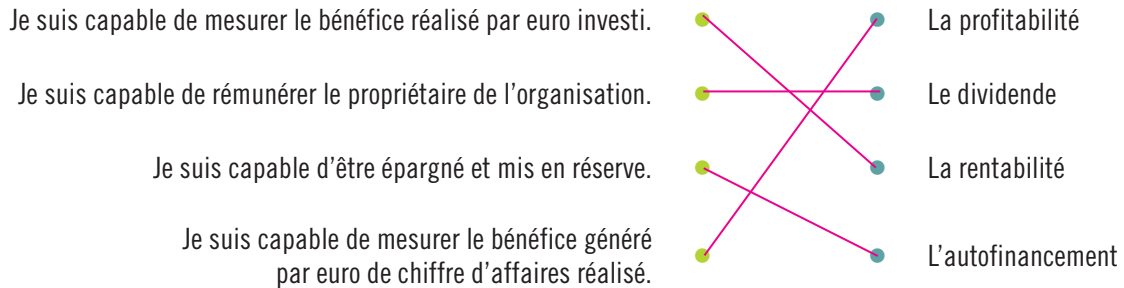 Je suis capable de mesurer le bénéfice réalisé par euro investi.
La profitabilité
Je suis capable de rémunérer le propriétaire de l'organisation.
Le dividende
Je suis capable d'être épargné et mis en réserve.
La rentabilité
Je suis capable de mesurer le bénéfice généré
par euro de chiffre d'affaires réalisé.
L'autofinancement